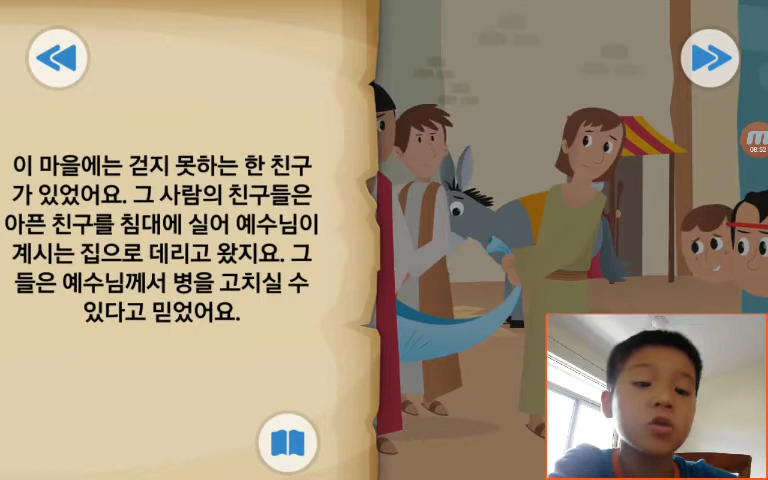 이 마을에는 걷지 못하는 한 친구
가 있었어요. 그 사람의 친구들은
아픈 친구를 침대에 실어 예수님이
계시는 집으로 데리고 왔지요. 그
들은 예수님께서 병을 고치실 수
있다고 믿었어요.
08:52